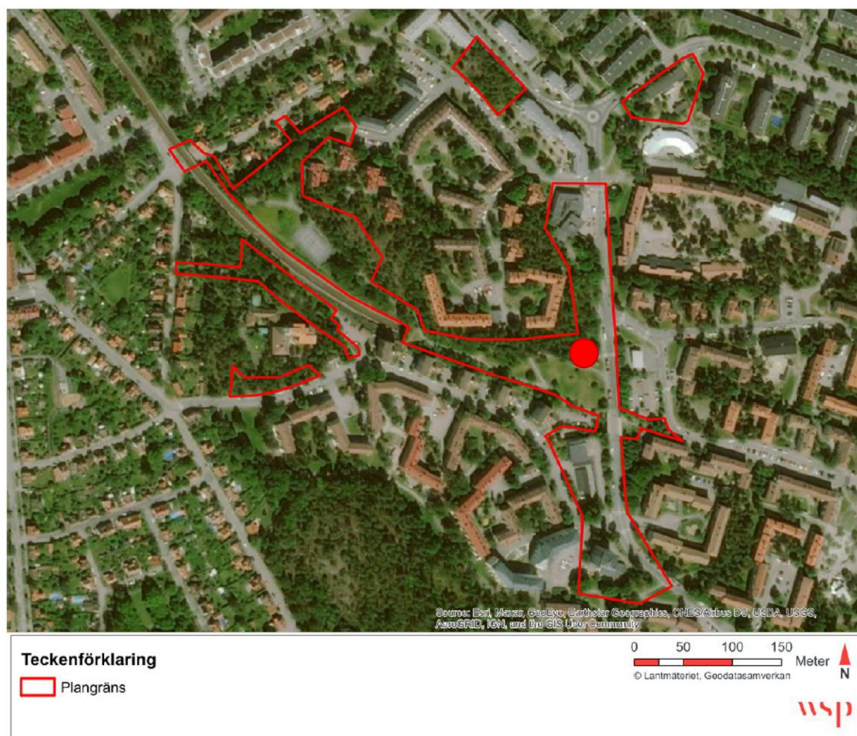 Source: Esri, Maxar, GeoEye, Earthstar Geographics, CNES/Airbus DS, USDA, USGS,
AeroGRID, IGN, and the GIS User Community
Teckenförklaring
Plangräns
0 50 100 150
Meter
N
© Lantmäteriet, Geodatasamverkan
wsp